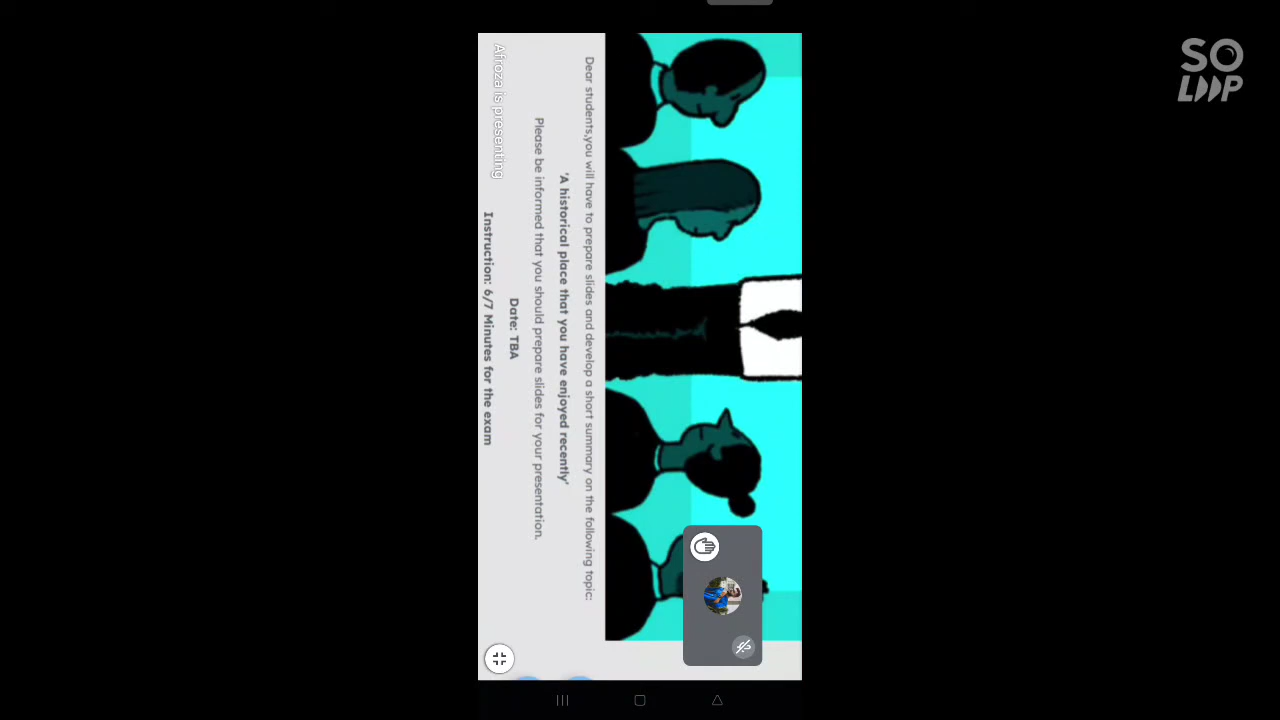 Dear students,you will have to prepare slides and develop a short summary on the following topic:
'A historical place that you have enjoyed recently'
Please be informed that you should prepare slides for your presentation.
Date: TBA
Instruction: 6/7 Minutes for the exam
Afroza is presenting
SO
LOOP